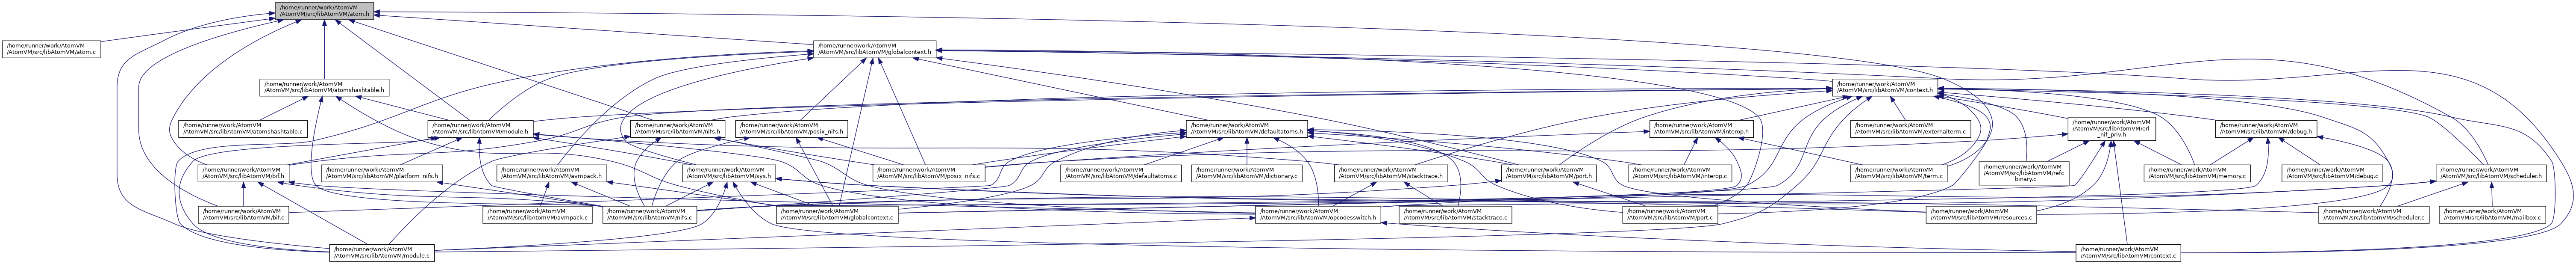 /home/runner/work/AtomVM
/AtomVM/src/libAtomVM/atom.h
/home/runner/work/AtomVM
/AtomVM/src/libAtomVM/atom.c
/home/runner/work/AtomVM
/AtomVM/src/libAtomVM/globalcontext.h
/home/runner/work/AtomVM
/AtomVM/src/libAtomVM/atomshashtable.h
/home/runner/work/AtomVM
/AtomVM/src/libAtomVM/context.h
/home/runner/work/AtomVM
/AtomVM/src/libAtomVM/atomshashtable.c
/home/runner/work/AtomVM
/AtomVM/src/libAtomVM/module.h
/home/runner/work/AtomVM
/AtomVM/src/libAtomVM/nifs.h
/home/runner/work/AtomVM
/AtomVM/src/libAtomVM/posix_nifs.h
/home/runner/work/AtomVM
/AtomVM/src/libAtomVM/defaultatoms.h
/home/runner/work/AtomVM
/AtomVM/src/libAtomVM/interop.h
/home/runner/work/AtomVM
/AtomVM/src/libAtomVM/externalterm.c
/home/runner/work/AtomVM
/AtomVM/src/libAtomVM/erl
_nif_priv.h
/home/runner/work/AtomVM
/AtomVM/src/libAtomVM/debug.h
/home/runner/work/AtomVM
/AtomVM/src/libAtomVM/bif.h
/home/runner/work/AtomVM
/AtomVM/src/libAtomVM/platform_nifs.h
/home/runner/work/AtomVM
/AtomVM/src/libAtomVM/avmpack.h
/home/runner/work/AtomVM
/AtomVM/src/libAtomVM/sys.h
/home/runner/work/AtomVM
/AtomVM/src/libAtomVM/posix_nifs.c
/home/runner/work/AtomVM
/AtomVM/src/libAtomVM/defaultatoms.c
/home/runner/work/AtomVM
/AtomVM/src/libAtomVM/dictionary.c
/home/runner/work/AtomVM
/AtomVM/src/libAtomVM/stacktrace.h
/home/runner/work/AtomVM
/AtomVM/src/libAtomVM/port.h
/home/runner/work/AtomVM
/AtomVM/src/libAtomVM/interop.c
/home/runner/work/AtomVM
/AtomVM/src/libAtomVM/term.c
/home/runner/work/AtomVM
/AtomVM/src/libAtomVM/refc
_binary.c
/home/runner/work/AtomVM
/AtomVM/src/libAtomVM/memory.c
/home/runner/work/AtomVM
/AtomVM/src/libAtomVM/debug.c
/home/runner/work/AtomVM
/AtomVM/src/libAtomVM/scheduler.h
/home/runner/work/AtomVM
/AtomVM/src/libAtomVM/bif.c
/home/runner/work/AtomVM
/AtomVM/src/libAtomVM/avmpack.c
/home/runner/work/AtomVM
/AtomVM/src/libAtomVM/nifs.c
/home/runner/work/AtomVM
/AtomVM/src/libAtomVM/globalcontext.c
/home/runner/work/AtomVM
/AtomVM/src/libAtomVM/opcodesswitch.h
/home/runner/work/AtomVM
/AtomVM/src/libAtomVM/stacktrace.c
/home/runner/work/AtomVM
/AtomVM/src/libAtomVM/port.c
/home/runner/work/AtomVM
/AtomVM/src/libAtomVM/resources.c
/home/runner/work/AtomVM
/AtomVM/src/libAtomVM/scheduler.c
/home/runner/work/AtomVM
/AtomVM/src/libAtomVM/mailbox.c
/home/runner/work/AtomVM
/AtomVM/src/libAtomVM/module.c
/home/runner/work/AtomVM
/AtomVM/src/libAtomVM/context.c